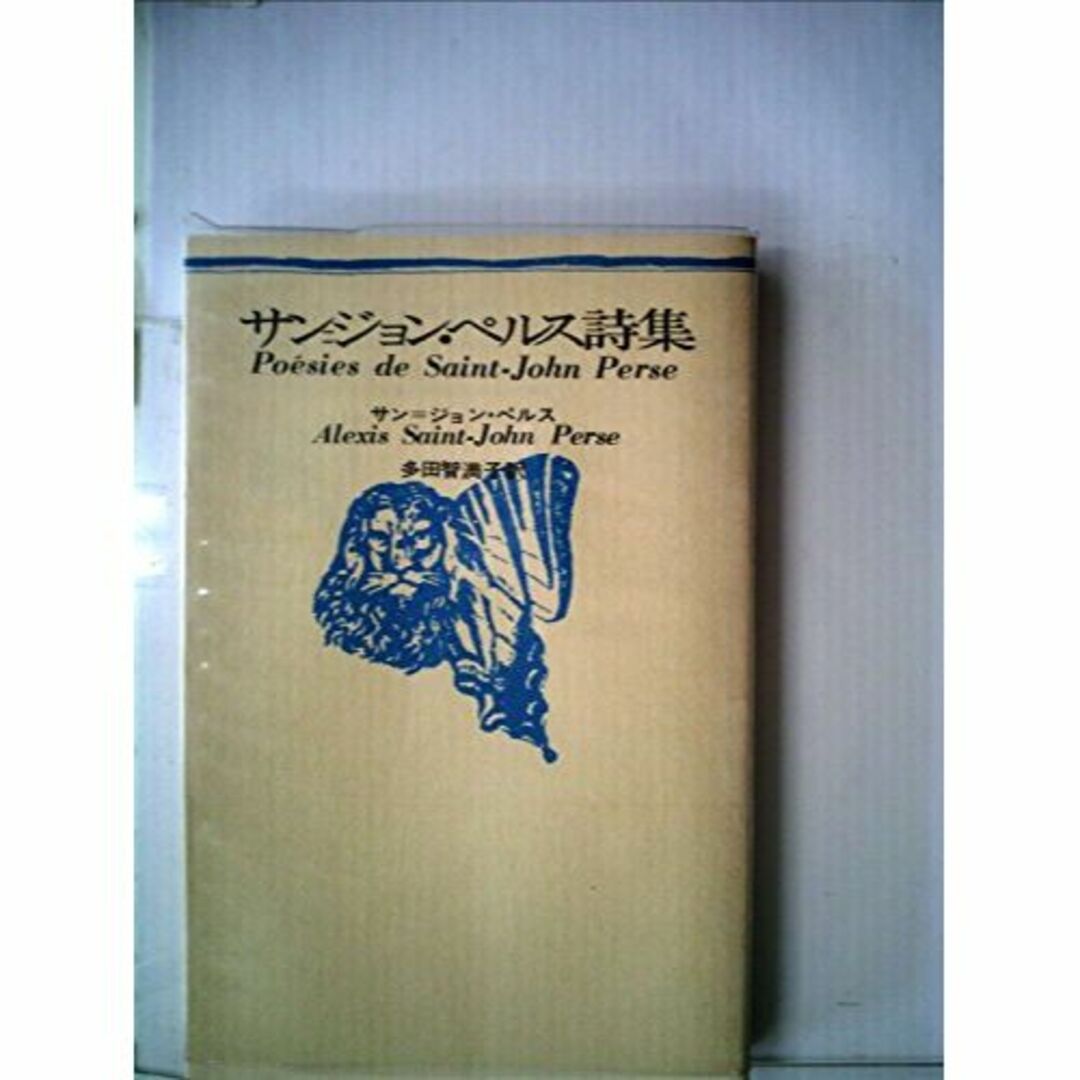 サン=ジョン・ペルス詩集
Poésies de Saint-John Perse
サン=ジョン・ペルス
Alexis Saint-John Perse
多田智満子訳